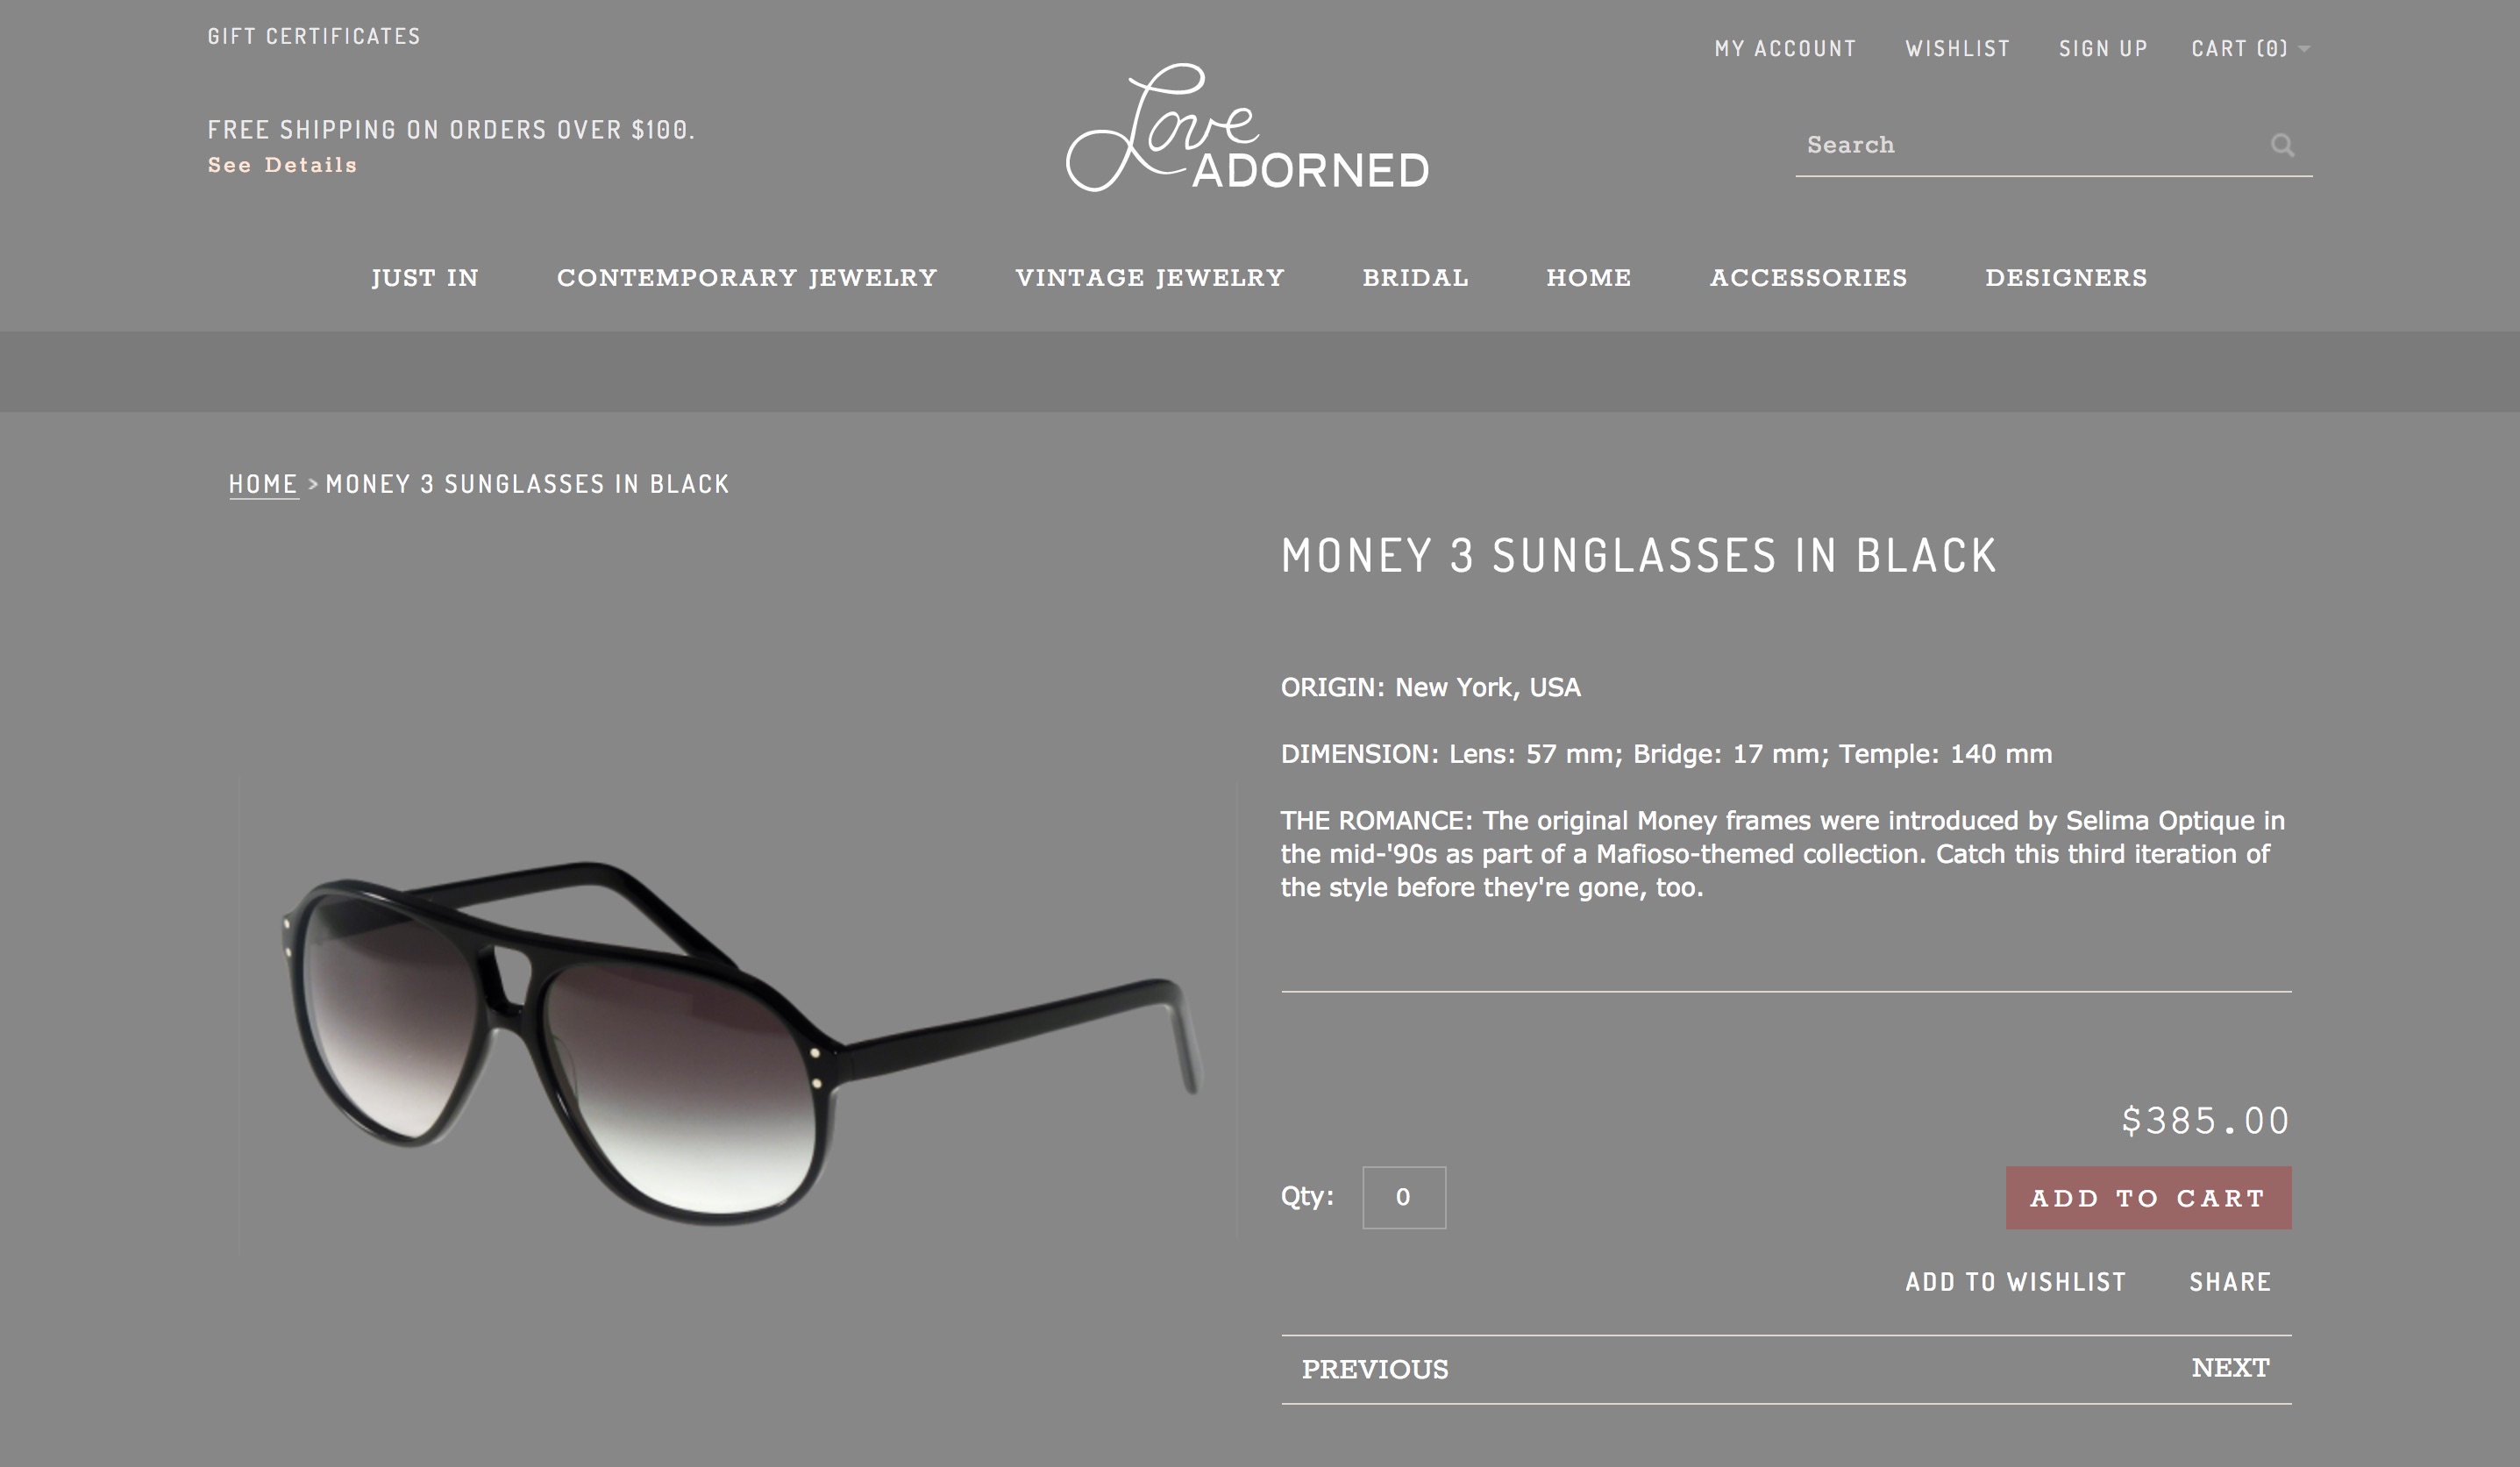 GIFT CERTIFICATES
MY ACCOUNT WISHLIST SIGN UP CART (0)
FREE SHIPPING ON ORDERS OVER $100.
See Details
Love
ADORNED
Search
JUST IN CONTEMPORARY JEWELRY VINTAGE JEWELRY BRIDAL HOME ACCESSORIES DESIGNERS
HOME > MONEY 3 SUNGLASSES IN BLACK
MONEY 3 SUNGLASSES IN BLACK
ORIGIN: New York, USA
DIMENSION: Lens: 57 mm; Bridge: 17 mm; Temple: 140 mm
THE ROMANCE: The original Money frames were introduced by Selima Optique in
the mid-'90s as part of a Mafioso-themed collection. Catch this third iteration of
the style before they're gone, too.
$385.00
Qty: 0
ADD TO CART
ADD TO WISHLIST SHARE
PREVIOUS NEXT